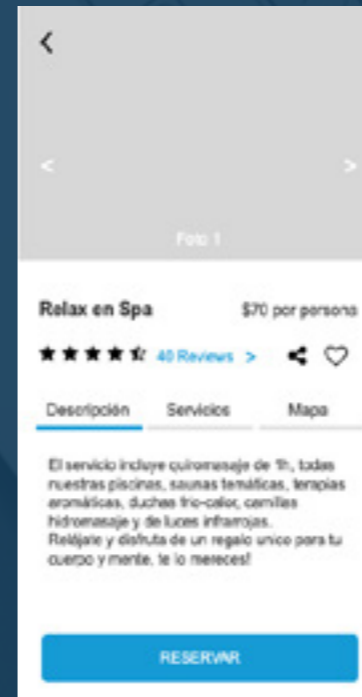 <
< >
Foto 1
Relax en Spa $70 por persona
40 Reviews >
Descripción Servicios Mapa
El servicio incluye quiromasaje de 1h, todas
nuestras piscinas, saunas temáticas, terapias
aromáticas, duchas frio-calor, camillas
hidromasaje y de luces infrarrojas.
Relájate y disfruta de un regalo unico para tu
cuerpo y mente, te lo mereces!
RESERVAR